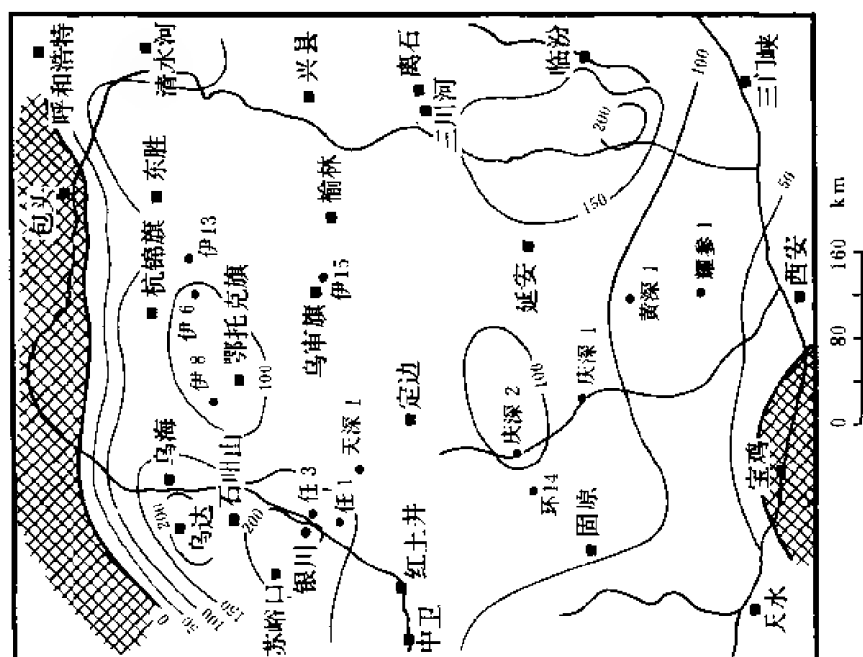 呼和浩特
清水河
兴县
离石
临汾
三门峡
包头
东胜
榆林
三川河
200
100
150
50
杭锦旗
伊13
伊6
鄂托克旗
伊8
100
乌审旗
伊15
延安
黄深1
耀参1
西安
乌海
定边
100
庆深2
庆深1
天深1
石嘴山
200
乌达
200
任3
任1
银川
苏峪口
红土井
中卫
环14
固原
宝鸡
天水
0
50
100
150
0 80 160 km